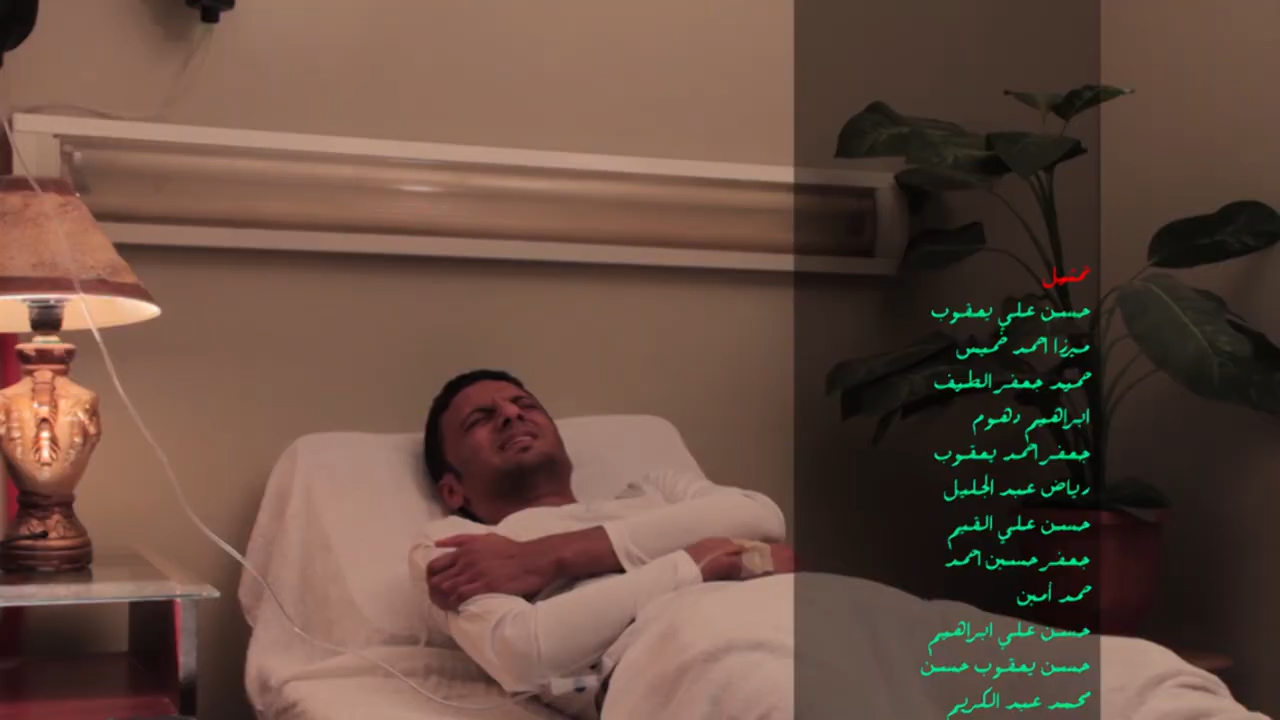 تمثيل
حسن علي يعقوب
ميرزا احمد خميس
حميد جعفر الطيف
ابراهيم دهوم
جعفر احمد يعقوب
رياض عبد الجليل
حسن علي القيم
جعفر حسين احمد
حمد أمين
حسن علي ابراهيم
حسن يعقوب حسن
محمد عبد الكريم